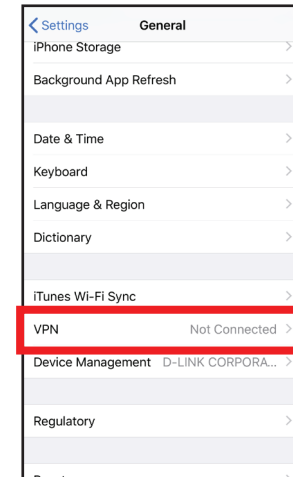 Settings General
iPhone Storage
Background App Refresh
Date & Time
Keyboard
Language & Region
Dictionary
iTunes Wi-Fi Sync
VPN Not Connected
Device Management D-LINK CORPORA...
Regulatory